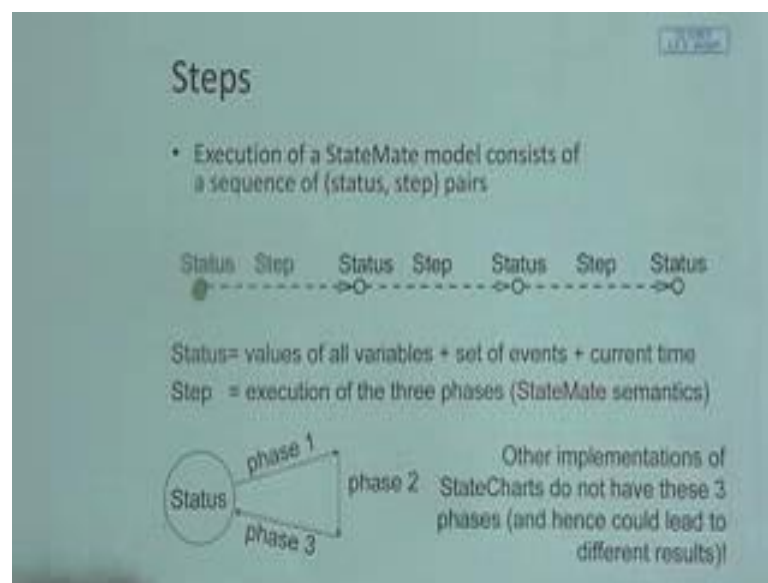 Steps
• Execution of a StateMate model consists of
a sequence of (status, step) pairs
Status Step Status Step Status Step Status
Status= values of all variables + set of events + current time
Step = execution of the three phases (StateMate semantics)
phase 1
Status
phase 2
phase 3
Other implementations of
StateCharts do not have these 3
phases (and hence could lead to
different results)!